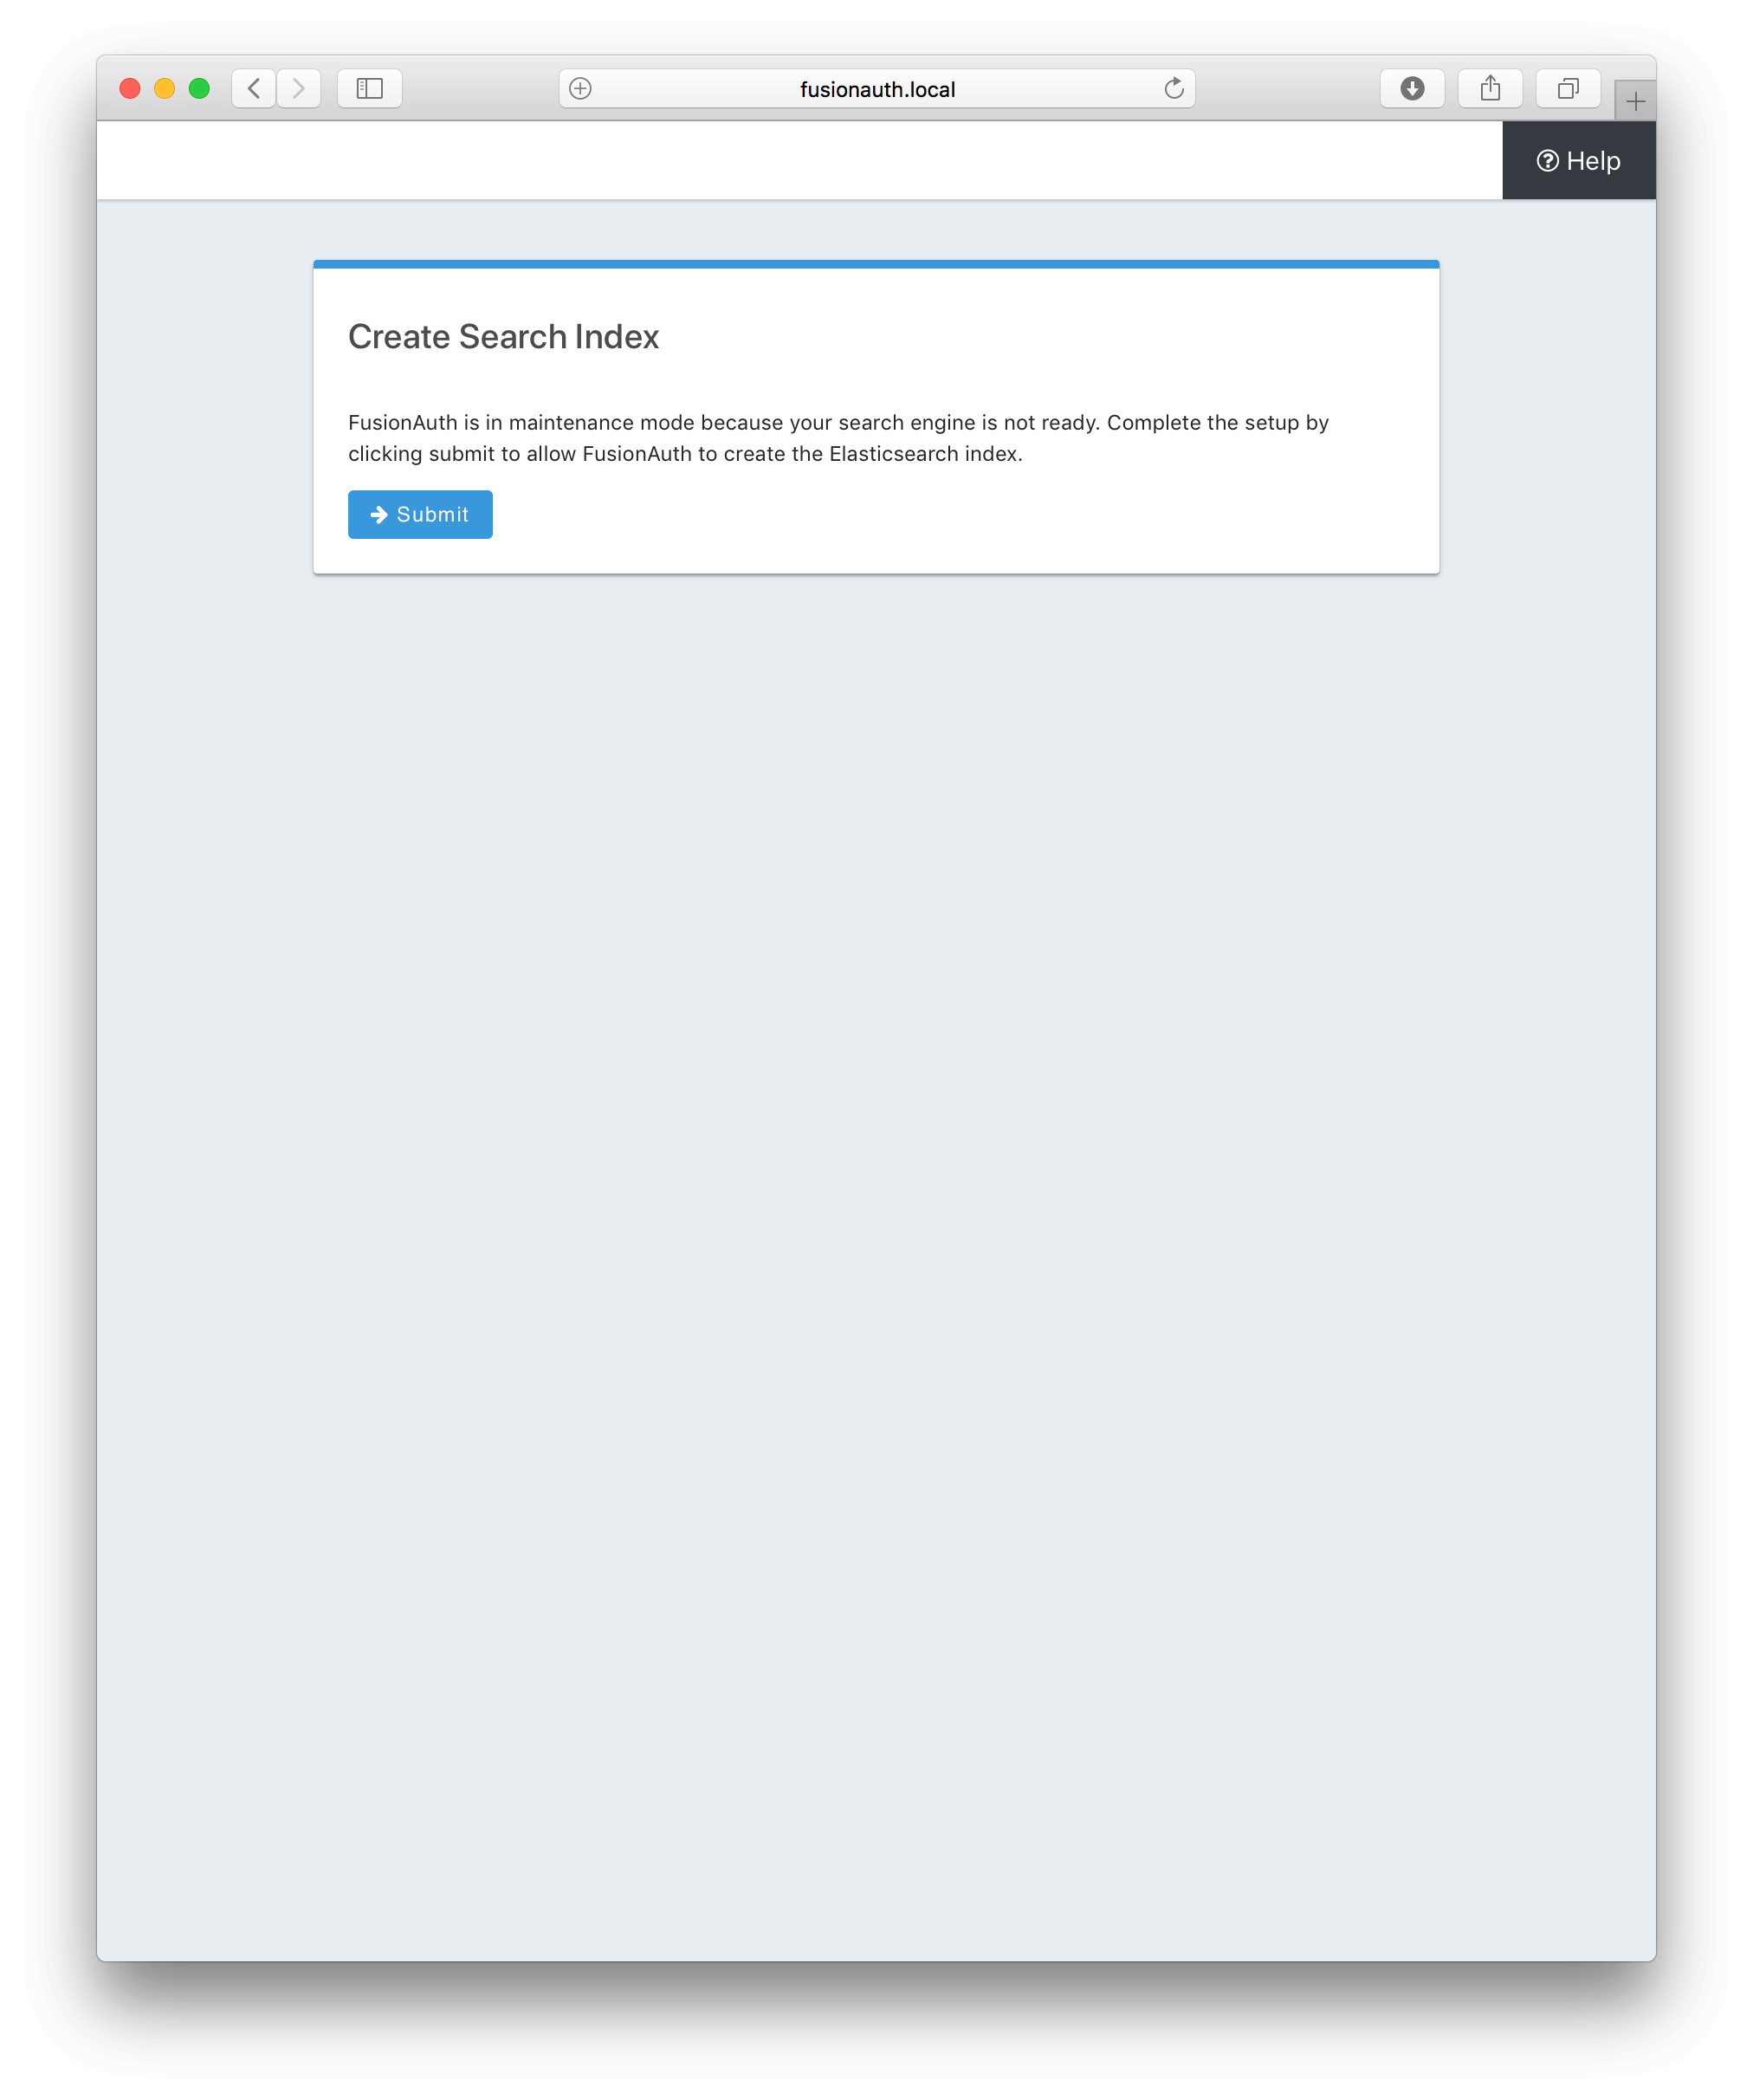 fusionauth.local
Help
Create Search Index
FusionAuth is in maintenance mode because your search engine is not ready. Complete the setup by
clicking submit to allow FusionAuth to create the Elasticsearch index.
Submit